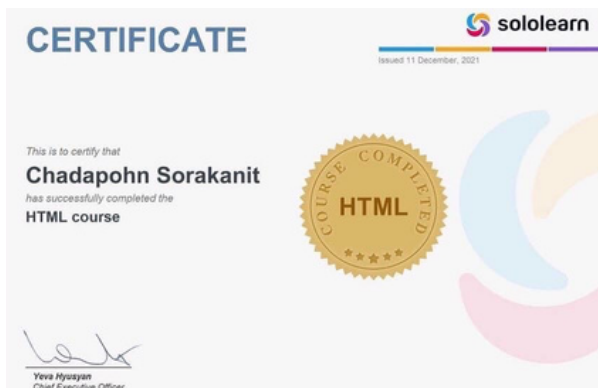 CERTIFICATE
sololearn
Issued 11 December, 2021
This is to certify that
Chadapohn Sorakanit
has successfully completed the
HTML course
COURSE COMPLETED
HTML
Yeva Hyusyan
Chief Executive Officer